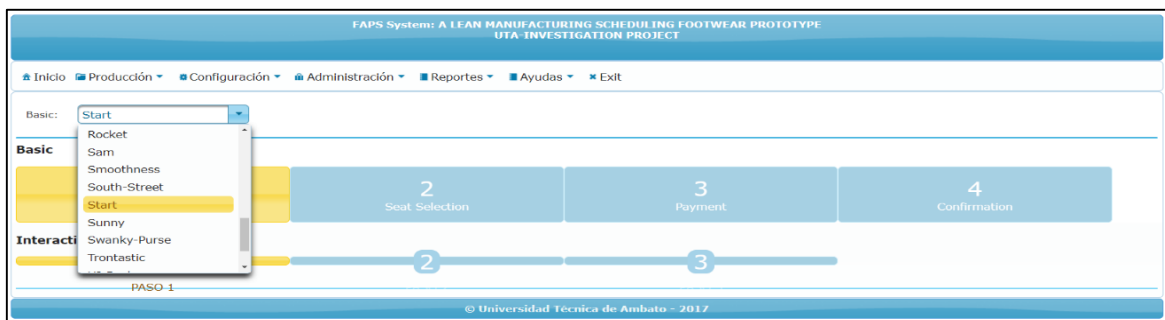 FAPS System: A LEAN MANUFACTURING SCHEDULING FOOTWEAR PROTOTYPE
UTA-INVESTIGATION PROJECT
Inicio Producción Configuración Administración Reportes Ayudas Exit
Basic: Start
Rocket
Basic
Sam
Smoothness
South-Street
Start
Sunny
Swanky-Purse
Trontastic
2
Seat Selection
3
Payment
4
Confirmation
2
3
PASO 1
© Universidad Técnica de Ambato - 2017